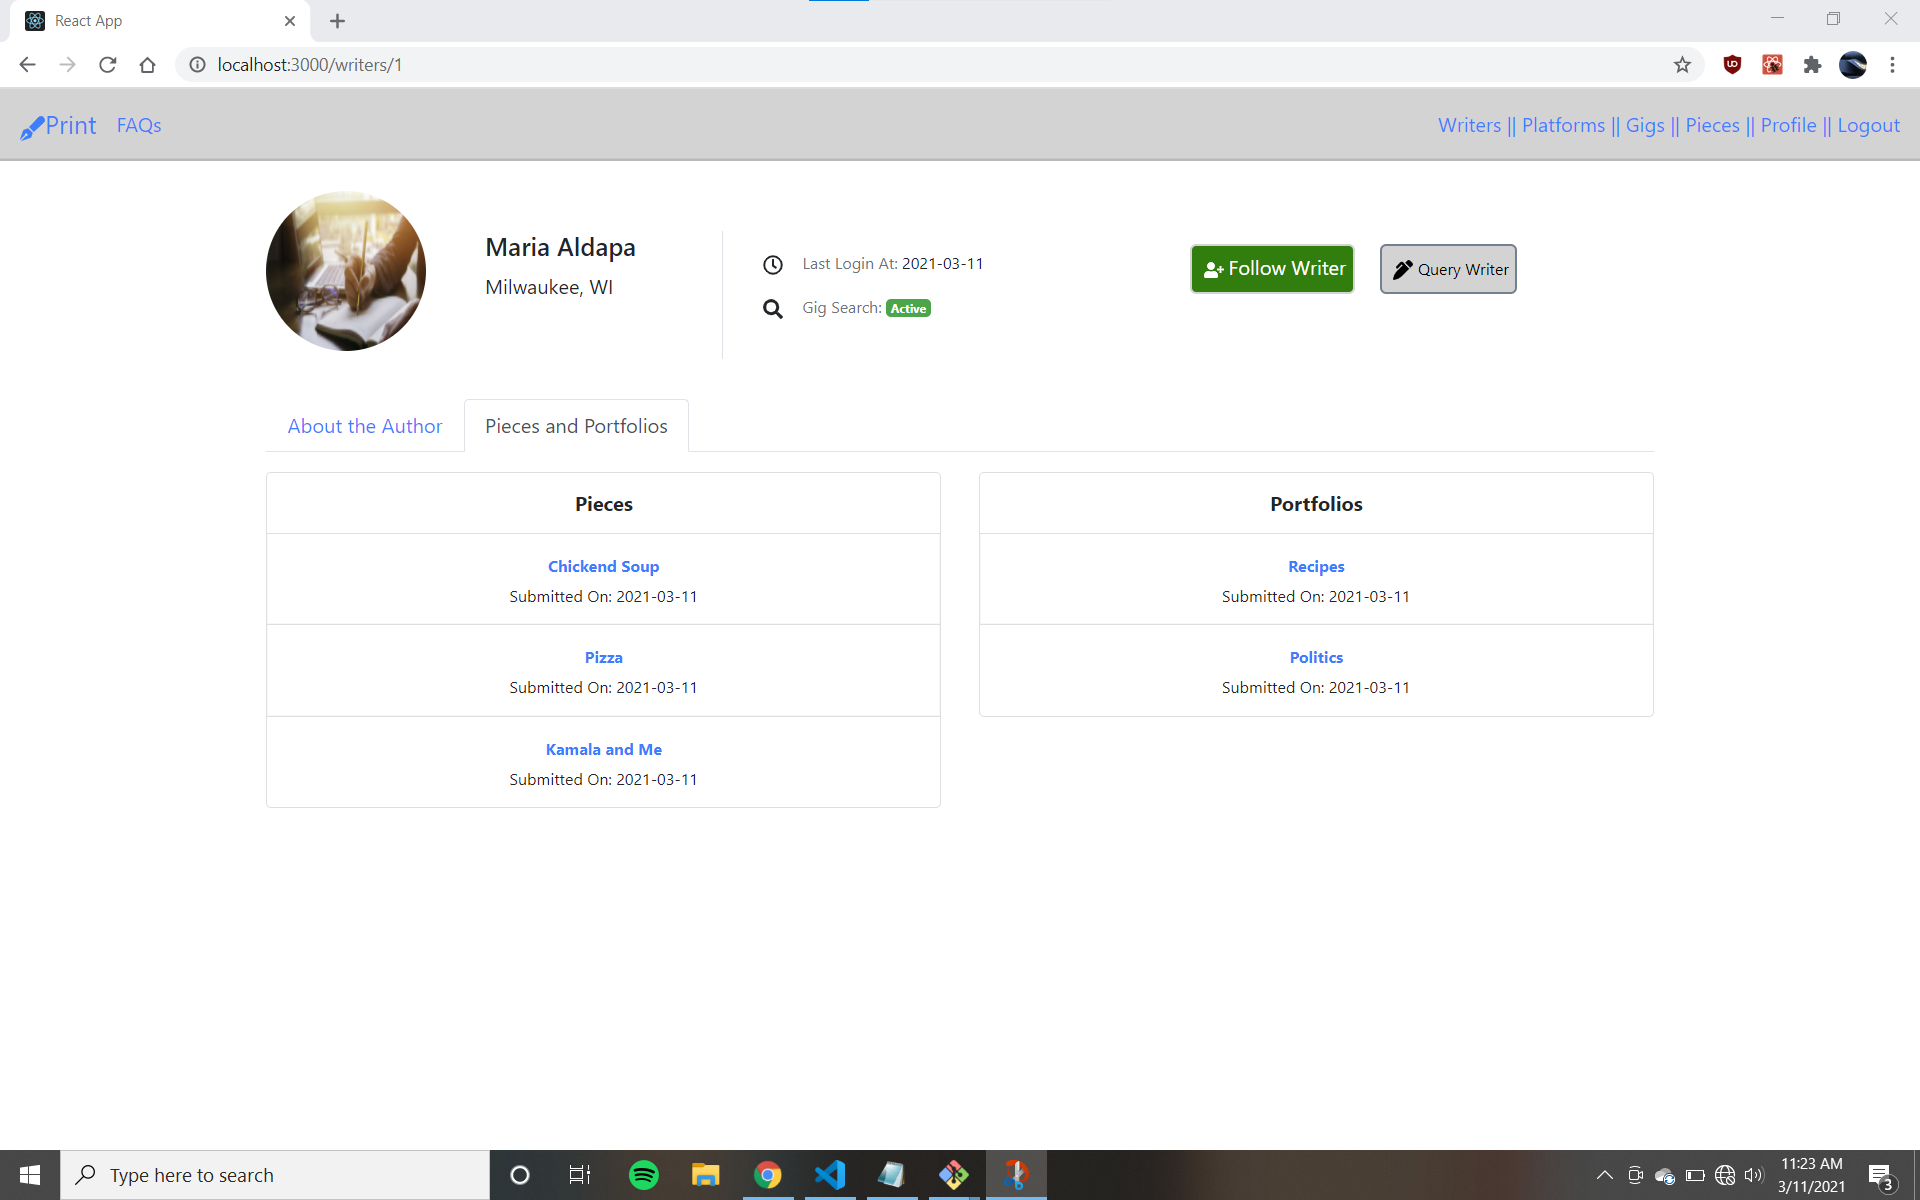 React App
localhost:3000/writers/1
Print FAQs
Writers || Platforms || Gigs || Pieces || Profile || Logout
Maria Aldapa
Milwaukee, WI
Last Login At: 2021-03-11
Gig Search: Active
Follow Writer
Query Writer
About the Author
Pieces and Portfolios
Pieces
Chickend Soup
Submitted On: 2021-03-11
Pizza
Submitted On: 2021-03-11
Kamala and Me
Submitted On: 2021-03-11
Portfolios
Recipes
Submitted On: 2021-03-11
Politics
Submitted On: 2021-03-11
Type here to search
11:23 AM
3/11/2021
3